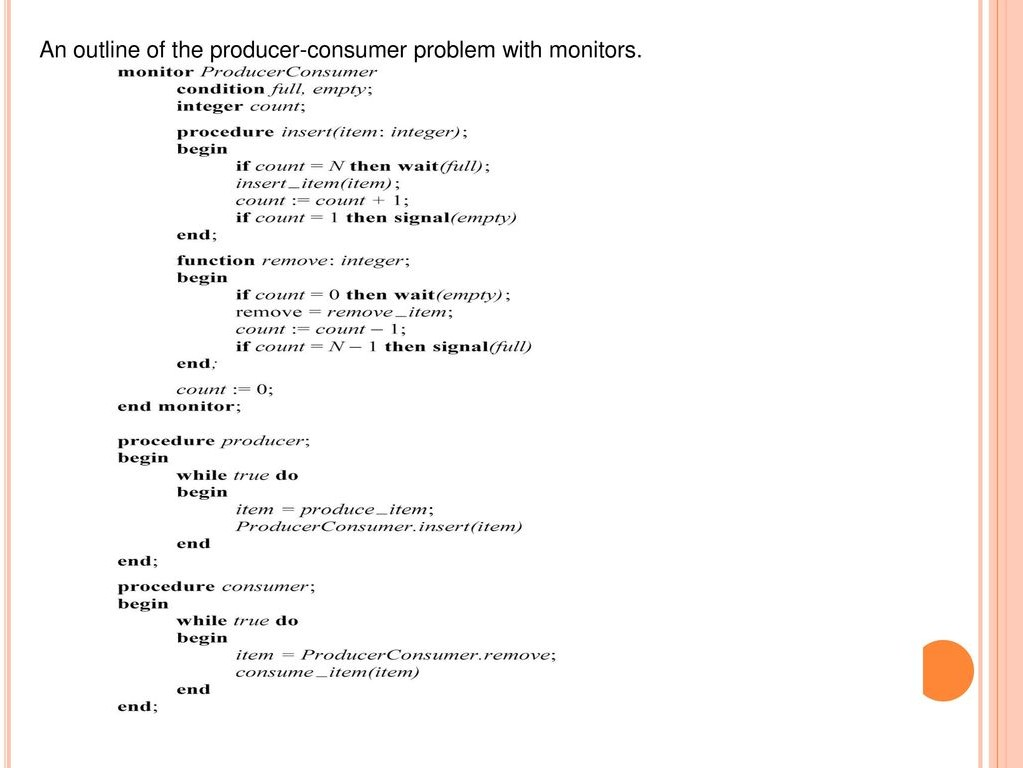 An outline of the producer-consumer problem with monitors.
monitor ProducerConsumer
condition full, empty;
integer count;
procedure insert(item: integer);
begin
if count = N then wait(full);
insert_item(item);
count := count + 1;
if count = 1 then signal(empty)
end;
function remove: integer;
begin
if count = 0 then wait(empty);
remove = remove_item;
count := count – 1;
if count = N – 1 then signal(full)
end;
count := 0;
end monitor;
procedure producer;
begin
while true do
begin
item = produce_item;
ProducerConsumer.insert(item)
end
end;
procedure consumer;
begin
while true do
begin
item = ProducerConsumer.remove;
consume_item(item)
end
end;